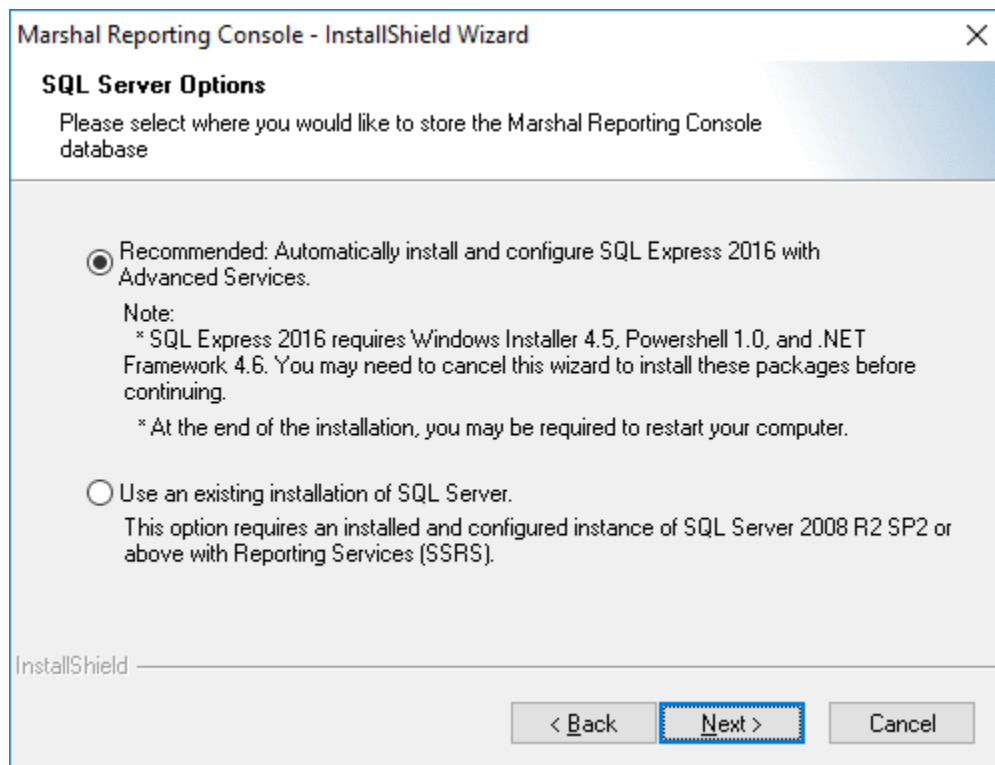 Marshal Reporting Console - InstallShield Wizard
SQL Server Options
Please select where you would like to store the Marshal Reporting Console
database
Recommended: Automatically install and configure SQL Express 2016 with
Advanced Services.
Note:
* SQL Express 2016 requires Windows Installer 4.5, Powershell 1.0, and .NET
Framework 4.6. You may need to cancel this wizard to install these packages before
continuing.
* At the end of the installation, you may be required to restart your computer.
Use an existing installation of SQL Server.
This option requires an installed and configured instance of SQL Server 2008 R2 SP2 or
above with Reporting Services (SSRS).
InstallShield
< Back
Next >
Cancel